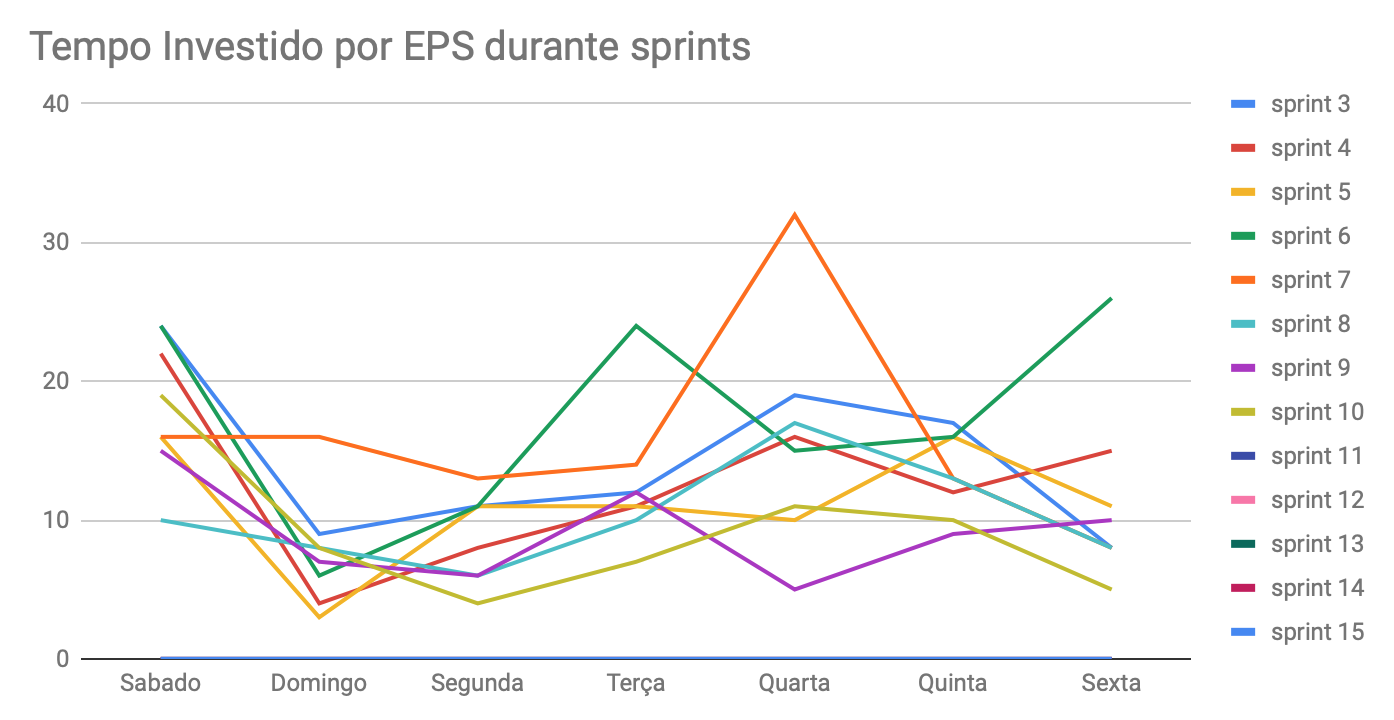 Tempo Investido por EPS durante sprints
40
30
20
10
0
Sabado Domingo Segunda Terça Quarta Quinta Sexta
sprint 3
sprint 4
sprint 5
sprint 6
sprint 7
sprint 8
sprint 9
sprint 10
sprint 11
sprint 12
sprint 13
sprint 14
sprint 15